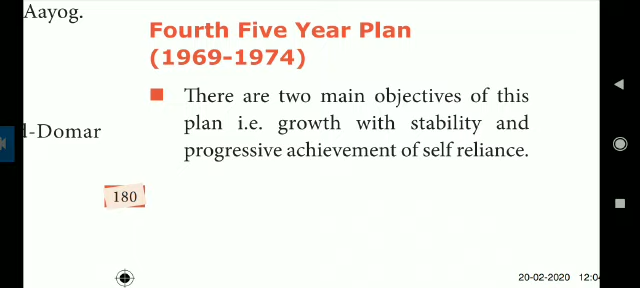 Aayog.
Fourth Five Year Plan
(1969-1974)
There are two main objectives of this
d-Domar
plan i.e. growth with stability and
progressive achievement of self reliance.
180
20-02-2020 12:04